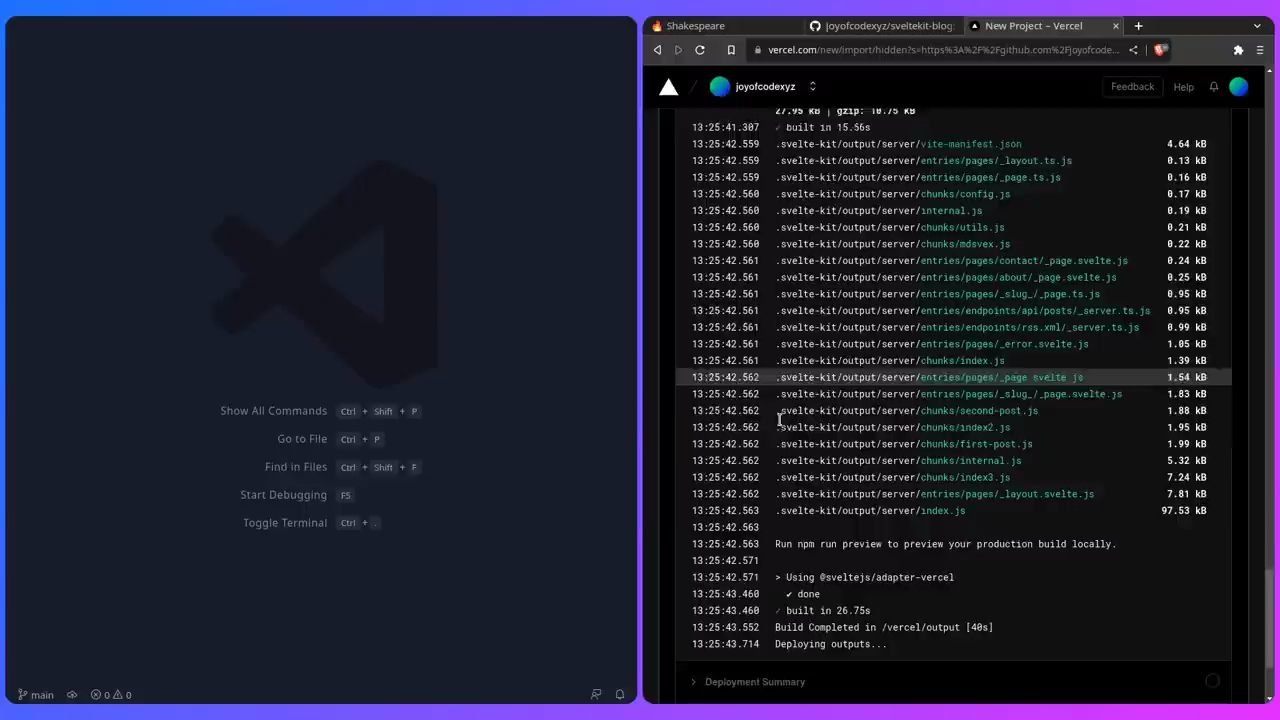 Show All Commands Ctrl + Shift + P
Go to File Ctrl + P
Find in Files Ctrl + Shift + F
Start Debugging F5
Toggle Terminal Ctrl + .
main 0 0
Shakespeare
joyofcodexyz/sveltekit-blog:
New Project – Vercel
vercel.com/new/import/hidden?s=https%3A%2F%2Fgithub.com%2Fjoyofcode...
joyofcodexyz
Feedback
Help
27.95 kB | gzip: 10.75 kB
13:25:41.307 ✓ built in 15.56s
13:25:42.559 .svelte-kit/output/server/vite-manifest.json 4.64 kB
13:25:42.559 .svelte-kit/output/server/entries/pages/_layout.ts.js 0.13 kB
13:25:42.559 .svelte-kit/output/server/entries/pages/_page.ts.js 0.16 kB
13:25:42.560 .svelte-kit/output/server/chunks/config.js 0.17 kB
13:25:42.560 .svelte-kit/output/server/internal.js 0.19 kB
13:25:42.560 .svelte-kit/output/server/chunks/utils.js 0.21 kB
13:25:42.560 .svelte-kit/output/server/chunks/mdsvex.js 0.22 kB
13:25:42.561 .svelte-kit/output/server/entries/pages/contact/_page.svelte.js 0.24 kB
13:25:42.561 .svelte-kit/output/server/entries/pages/about/_page.svelte.js 0.25 kB
13:25:42.561 .svelte-kit/output/server/entries/pages/_slug_/_page.ts.js 0.95 kB
13:25:42.561 .svelte-kit/output/server/entries/endpoints/api/posts/_server.ts.js 0.95 kB
13:25:42.561 .svelte-kit/output/server/entries/endpoints/rss.xml/_server.ts.js 0.99 kB
13:25:42.561 .svelte-kit/output/server/entries/pages/_error.svelte.js 1.05 kB
13:25:42.561 .svelte-kit/output/server/chunks/index.js 1.39 kB
13:25:42.562 .svelte-kit/output/server/entries/pages/_page.svelte.js 1.54 kB
13:25:42.562 .svelte-kit/output/server/entries/pages/_slug_/_page.svelte.js 1.83 kB
13:25:42.562 .svelte-kit/output/server/chunks/second-post.js 1.88 kB
13:25:42.562 .svelte-kit/output/server/chunks/index2.js 1.95 kB
13:25:42.562 .svelte-kit/output/server/chunks/first-post.js 1.99 kB
13:25:42.562 .svelte-kit/output/server/chunks/internal.js 5.32 kB
13:25:42.562 .svelte-kit/output/server/chunks/index3.js 7.24 kB
13:25:42.562 .svelte-kit/output/server/entries/pages/_layout.svelte.js 7.81 kB
13:25:42.563 .svelte-kit/output/server/index.js 97.53 kB
13:25:42.563
13:25:42.563 Run npm run preview to preview your production build locally.
13:25:42.571
13:25:42.571 > Using @sveltejs/adapter-vercel
13:25:43.460 ✔ done
13:25:43.460 ✓ built in 26.75s
13:25:43.552 Build Completed in /vercel/output [40s]
13:25:43.714 Deploying outputs...
Deployment Summary